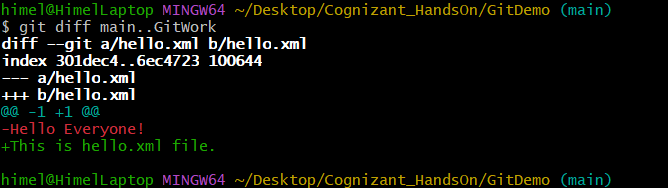 himel@HimelLaptop MINGW64 ~/Desktop/Cognizant_HandsOn/GitDemo (main)
$ git diff main..GitWork
diff --git a/hello.xml b/hello.xml
index 301dec4..6ec4723 100644
--- a/hello.xml
+++ b/hello.xml
@@ -1 +1 @@
-Hello Everyone!
+This is hello.xml file.
himel@HimelLaptop MINGW64 ~/Desktop/Cognizant_HandsOn/GitDemo (main)